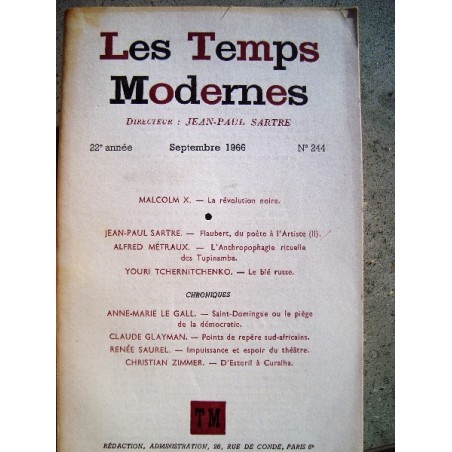 Les Temps
Modernes
DIRECTEUR : JEAN-PAUL SARTRE
22e année Septembre 1966 N° 244
MALCOLM X. — La révolution noire.
JEAN-PAUL SARTRE. — Flaubert, du poète à l'Artiste (II).
ALFRED MÉTRAUX. — L'Anthropophagie rituelle
des Tupinamba.
YOURI TCHERNITCHENKO. — Le blé russe.
CHRONIQUES
ANNE-MARIE LE GALL. — Saint-Domingue ou le piège
de la démocratie.
CLAUDE GLAYMAN. — Points de repère sud-africains.
RENÉE SAUREL. — Impuissance et espoir du théâtre.
CHRISTIAN ZIMMER. — D'Estoril à Curalha.
TM
RÉDACTION, ADMINISTRATION, 26, RUE DE CONDÉ, PARIS 6e